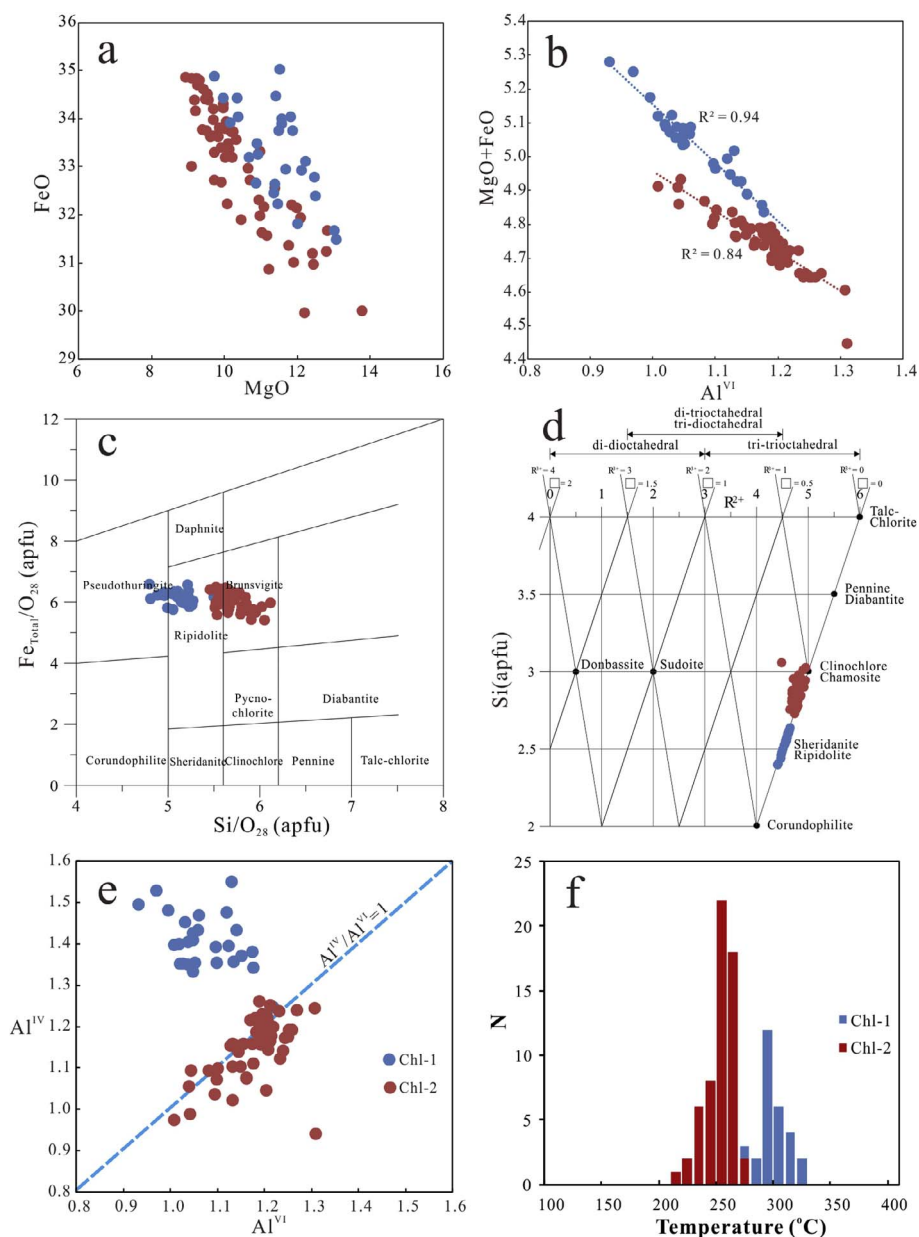 a
36
35
34
33
32
31
30
29
FeO
6
8
10
12
14
16
MgO
b
5.4
5.3
5.2
5.1
5.0
4.9
4.8
4.7
4.6
4.5
4.4
MgO+FeO
R² = 0.94
R² = 0.84
0.8
0.9
1.0
1.1
1.2
1.3
1.4
Al^VI
c
12
10
8
6
4
2
0
Fe_Total/O₂₈ (apfu)
Daphnite
Pseudothuringite
Brunsvigite
Ripidolite
Pycno-
chlorite
Diabantite
Corundophilite
Sheridanite
Clinochlore
Pennine
Talc-chlorite
4
5
6
7
8
Si/O₂₈ (apfu)
d
di-trioctahedral
tri-dioctahedral
di-dioctahedral
tri-trioctahedral
R³⁺=4
R³⁺=3
R³⁺=2
R³⁺=1
R³⁺=0
□=2
□=1.5
□=1
□=0.5
□=0
0
1
2
3
4
5
6
R²⁺
4
3.5
3
2.5
2
Si(apfu)
Talc-
Chlorite
Pennine
Diabantite
Donbassite
Sudoite
Clinochlore
Chamosite
Sheridanite
Ripidolite
Corundophilite
e
1.6
1.5
1.4
1.3
1.2
1.1
1.0
0.9
0.8
Al^IV
Al^IV/Al^VI=1
Chl-1
Chl-2
0.8
0.9
1.0
1.1
1.2
1.3
1.4
1.5
1.6
Al^VI
f
25
20
15
10
5
0
N
Chl-1
Chl-2
100
150
200
250
300
350
400
Temperature (°C)